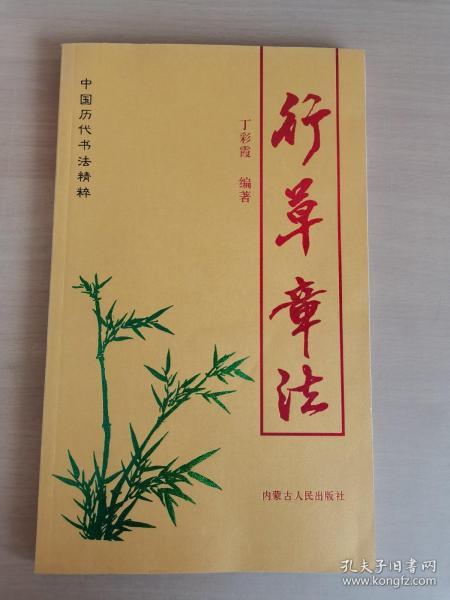 行草章法
丁彩霞 编著
中国历代书法精粹
内蒙古人民出版社
孔夫子旧书网
www.kongfz.com